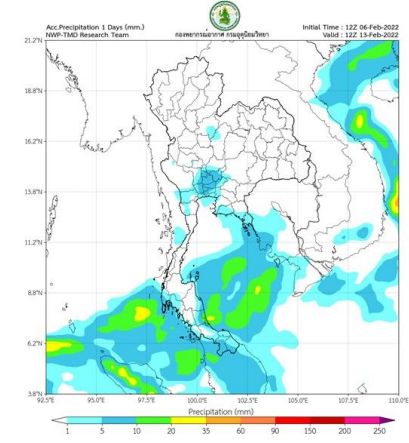 Acc.Precipitation 1 Days (mm.)
NWP-TMD Research Team
กองพยากรณ์อากาศ กรมอุตุนิยมวิทยา
Initial Time : 12Z 06-Feb-2022
Valid : 12Z 13-Feb-2022
21.2°N
18.7°N
16.2°N
13.8°N
11.2°N
8.8°N
6.2°N
3.8°N
92.5°E 95.0°E 97.5°E 100.0°E 102.5°E 105.0°E 107.5°E 110.0°E
Precipitation (mm)
1 5 10 20 35 60 90 150 200 250